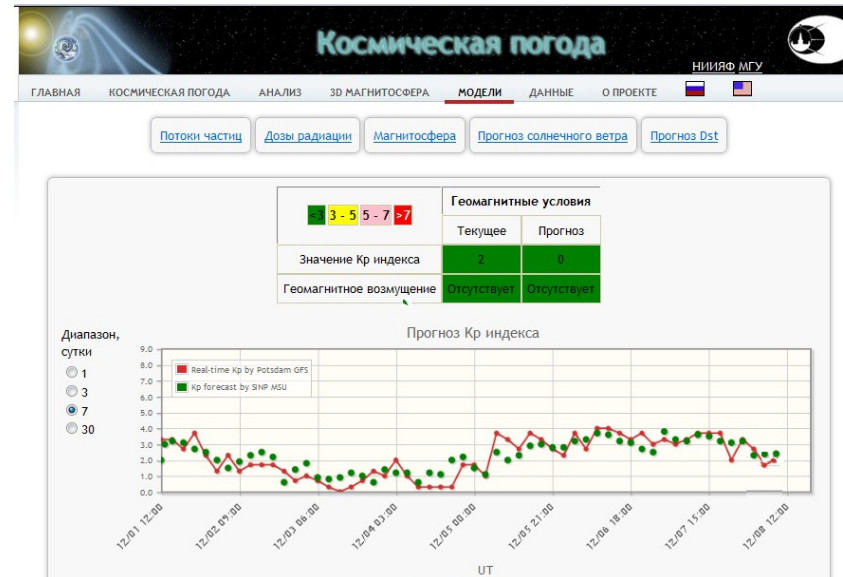 Космическая погода
НИИЯФ МГУ
ГЛАВНАЯ КОСМИЧЕСКАЯ ПОГОДА АНАЛИЗ 3D МАГНИТОСФЕРА МОДЕЛИ ДАННЫЕ О ПРОЕКТЕ
Потоки частиц Дозы радиации Магнитосфера Прогноз солнечного ветра Прогноз Dst
<3 3 - 5 5 - 7 >7
Геомагнитные условия
Текущее Прогноз
Значение Кр индекса 2 0
Геомагнитное возмущение Отсутствует Отсутствует
Диапазон,
сутки
1
3
7
30
Прогноз Кр индекса
9.0
8.0
7.0
6.0
5.0
4.0
3.0
2.0
1.0
0.0
Real-time Kp by Potsdam GFS
Kp forecast by SINP MSU
12/01 12:00 12/02 09:00 12/03 06:00 12/04 03:00 12/05 00:00 12/05 21:00 12/06 18:00 12/07 15:00 12/08 12:00
UT